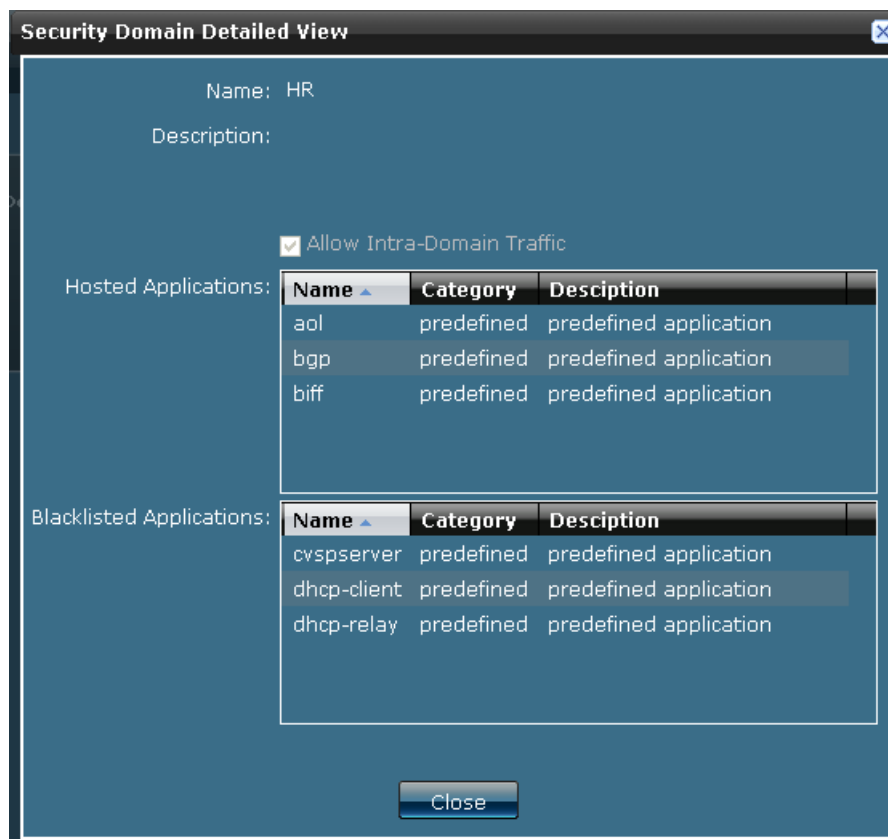 Security Domain Detailed View
Name: HR
Description:
Allow Intra-Domain Traffic
Hosted Applications:
Name Category Desciption
aol predefined predefined application
bgp predefined predefined application
biff predefined predefined application
Blacklisted Applications:
Name Category Desciption
cvspserver predefined predefined application
dhcp-client predefined predefined application
dhcp-relay predefined predefined application
Close